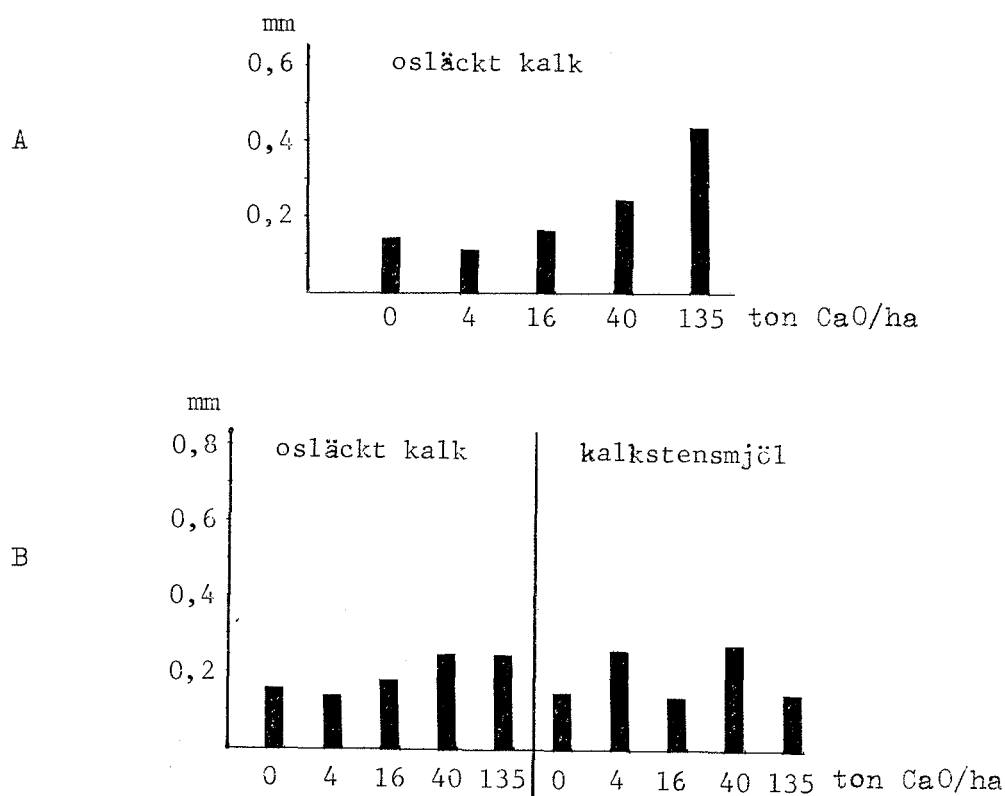 mm
0,6 osläckt kalk
A
0,4
0,2
0 4 16 40 135 ton CaO/ha
mm
0,8 osläckt kalk kalkstensmjöl
0,6
B
0,4
0,2
0 4 16 40 135 0 4 16 40 135 ton CaO/ha